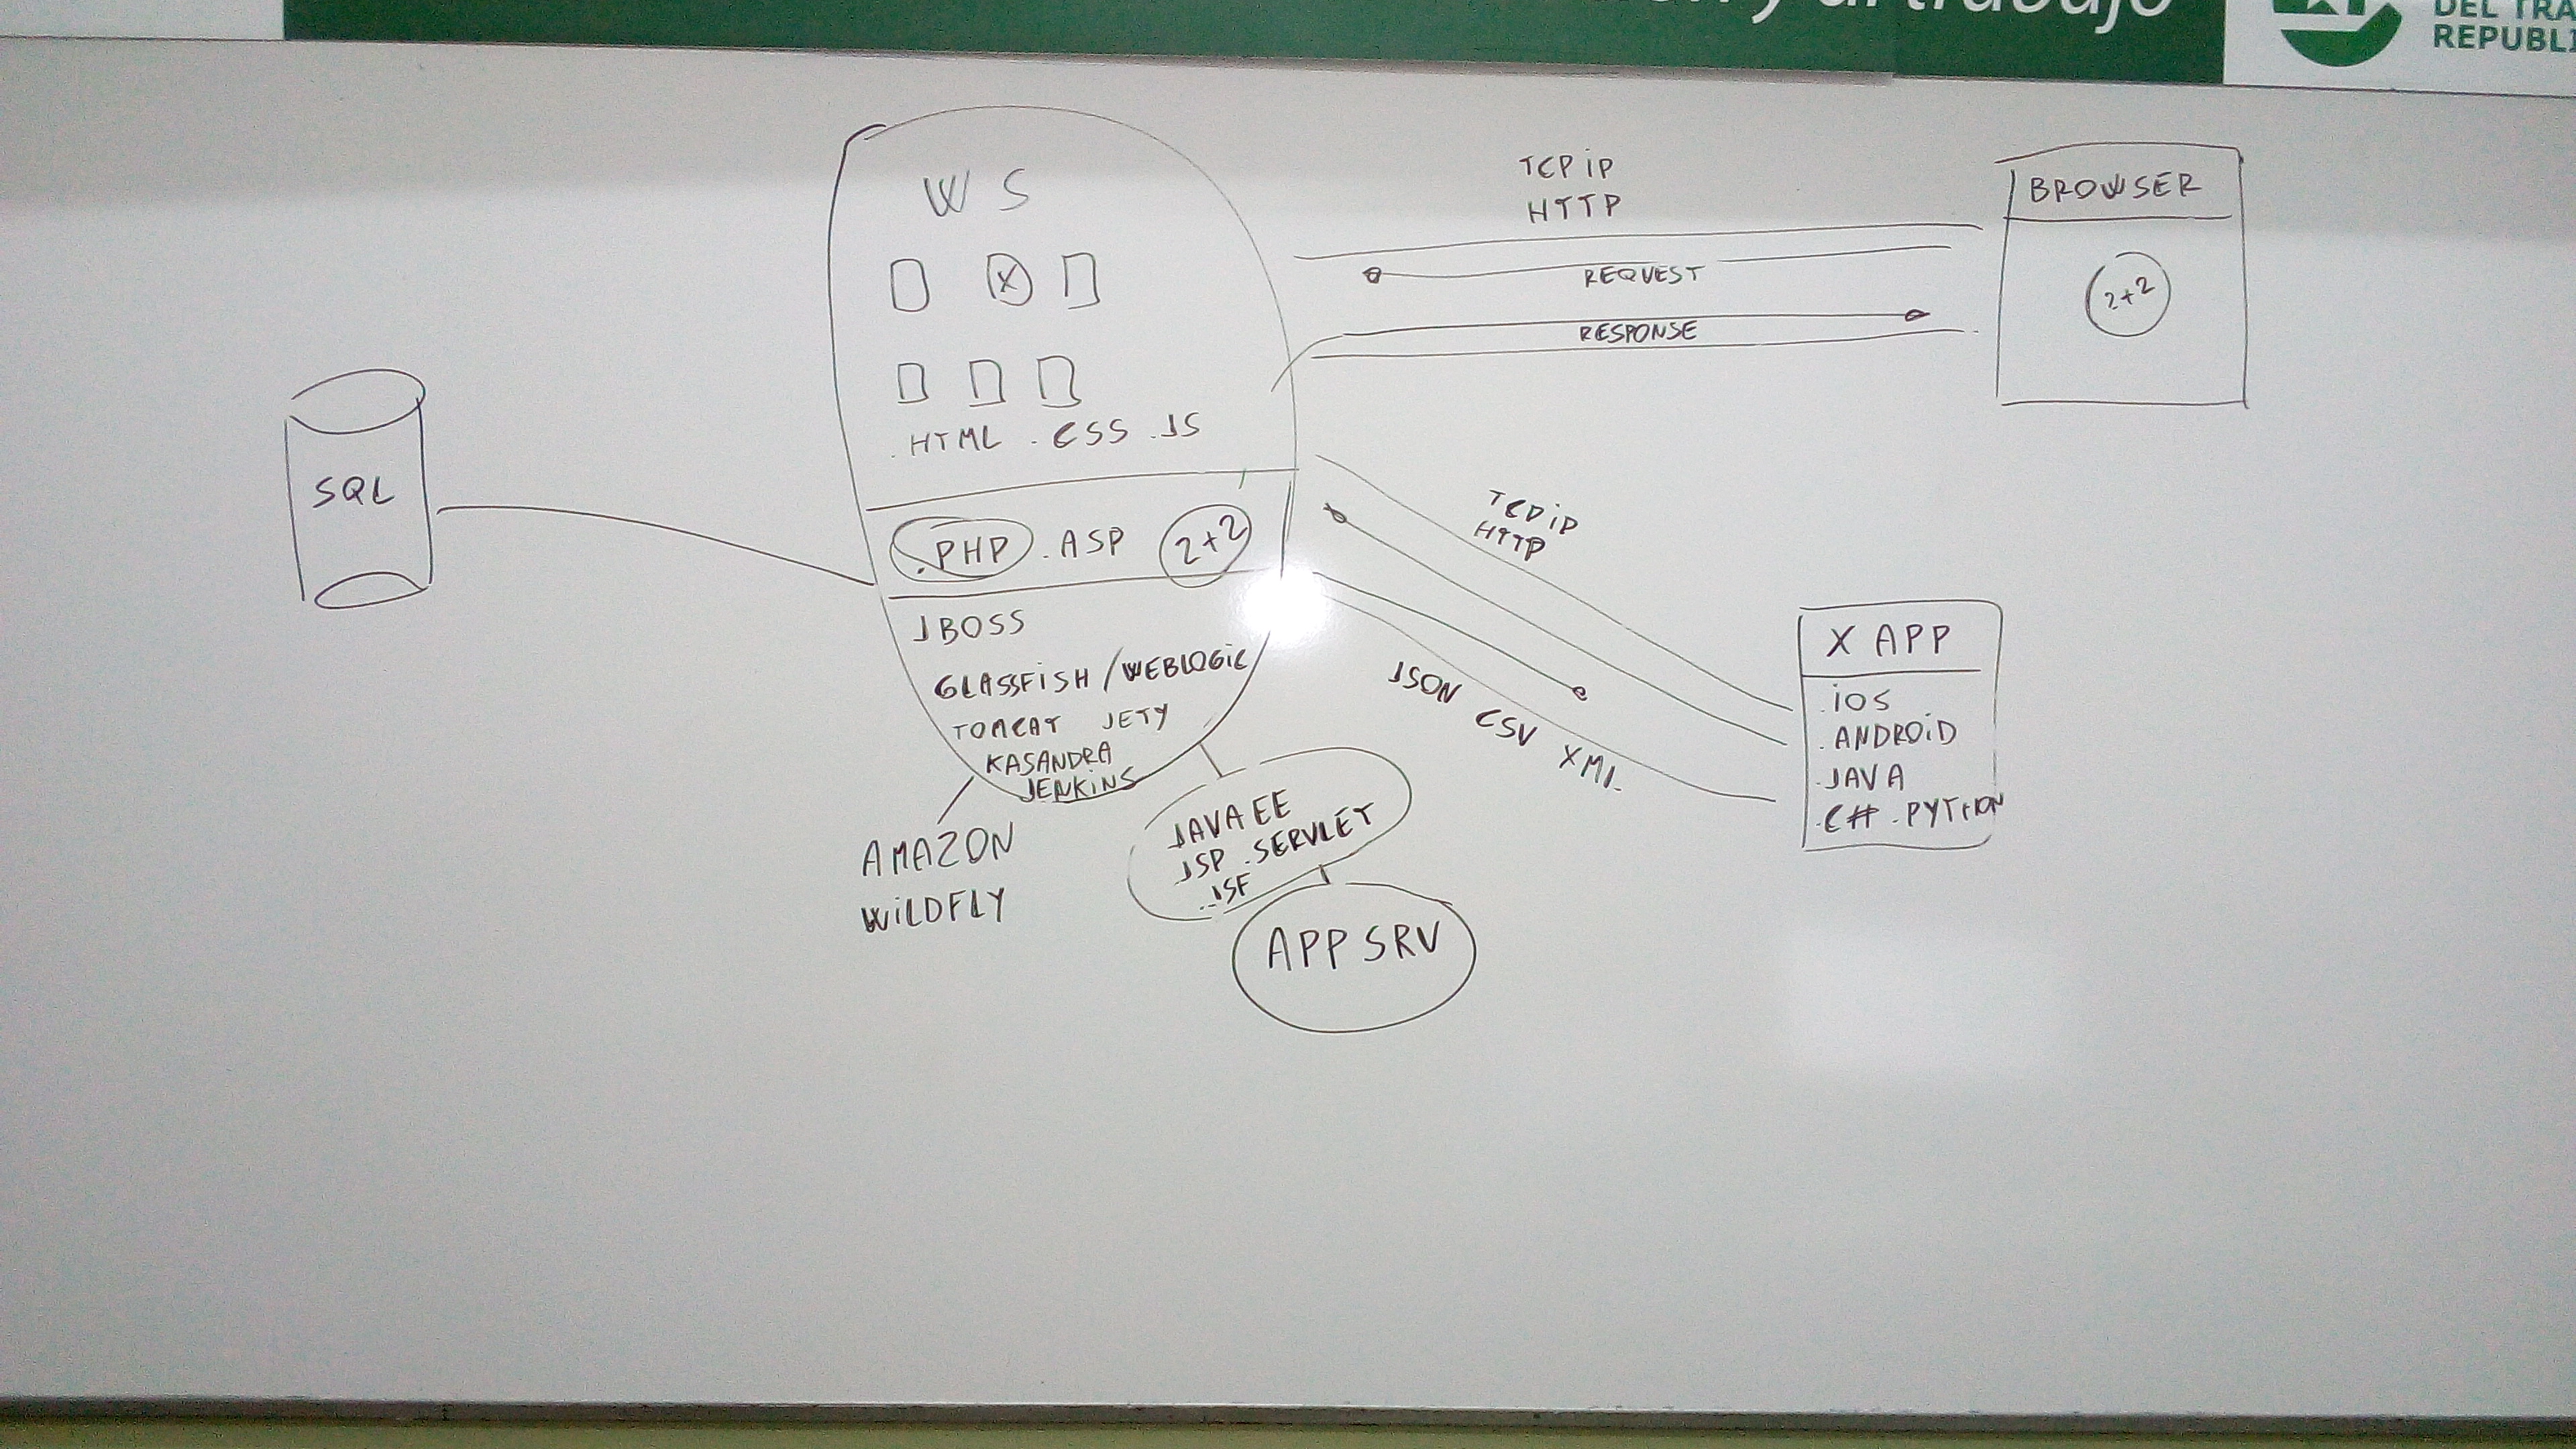 y al trabajo
DEL TRA
REPUBLI
W S
X
. HTML . CSS .JS
.PHP . ASP 2+2
JBOSS
GLASSFISH / WEBLOGIC
TOMCAT JETY
KASANDRA
JENKINS
SQL
AMAZON
WILDFLY
JAVA EE
JSP . SERVLET
.JSF
APP SRV
TCP iP
HTTP
REQUEST
RESPONSE
BROWSER
2+2
TCP iP
HTTP
JSON CSV XML
X APP
.iOS
.ANDROiD
.JAVA
.C# .PYTHON